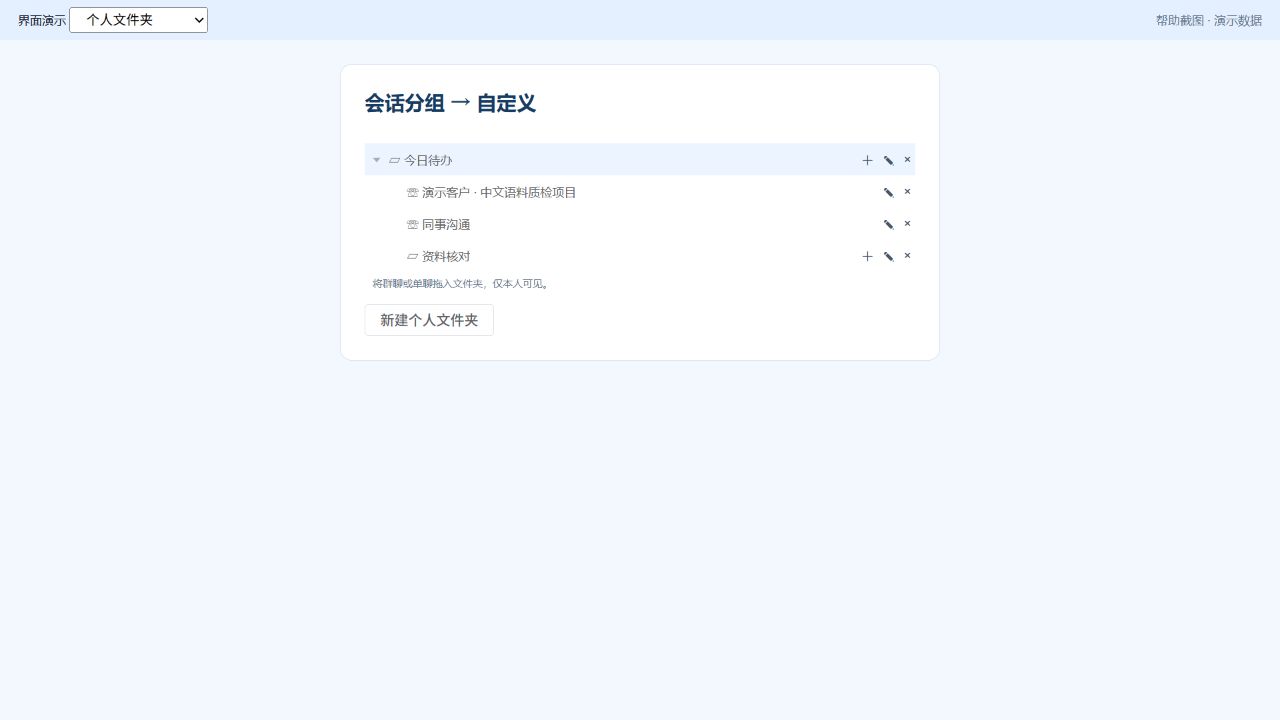 界面演示 个人文件夹 帮助截图 · 演示数据
会话分组 → 自定义
今日待办
演示客户 · 中文语料质检项目
同事沟通
资料核对
将群聊或单聊拖入文件夹，仅本人可见。
新建个人文件夹